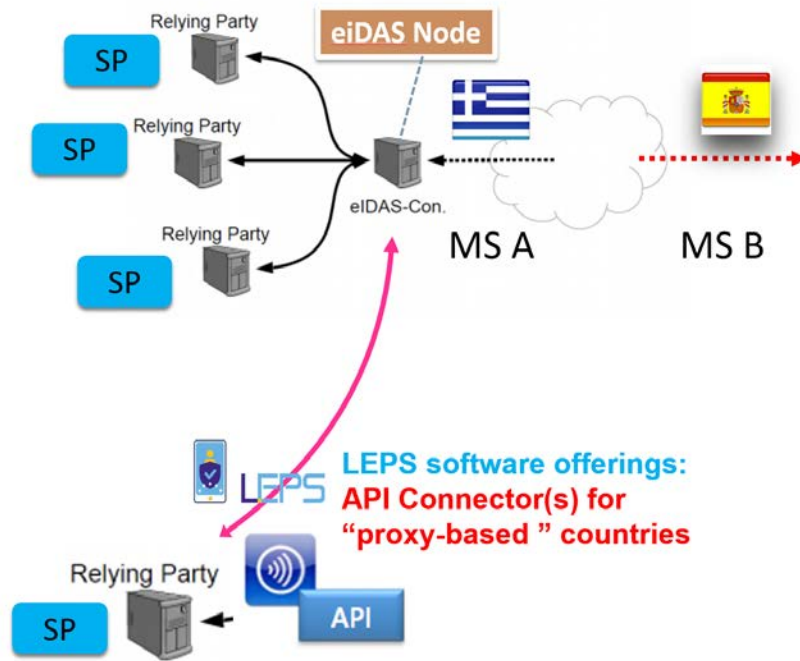 Relying Party
SP
eiDAS Node
Relying Party
SP
eIDAS-Con.
Relying Party
SP
MS A
MS B
LEPS
LEPS software offerings:
API Connector(s) for
“proxy-based ” countries
Relying Party
SP
API